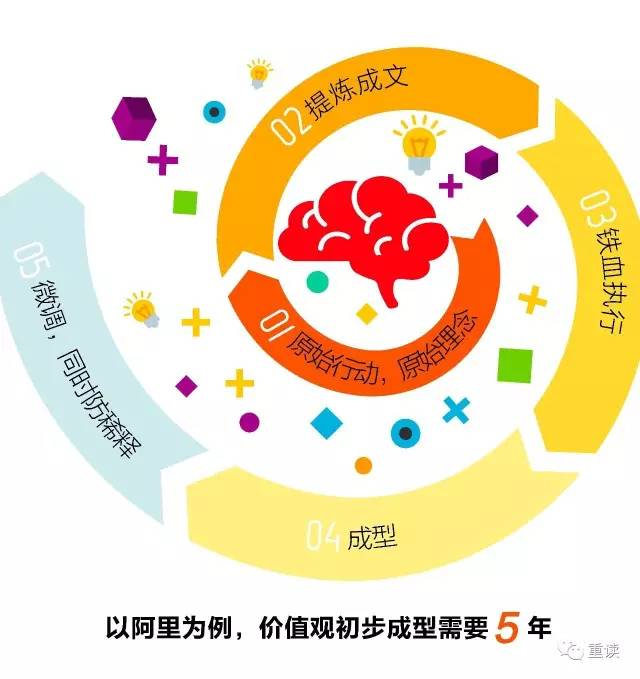 01 原始行动，原始理念
02 提炼成文
03 铁血执行
04 成型
05 微调，同时防稀释
以阿里为例，价值观初步成型需要 5 年
重读